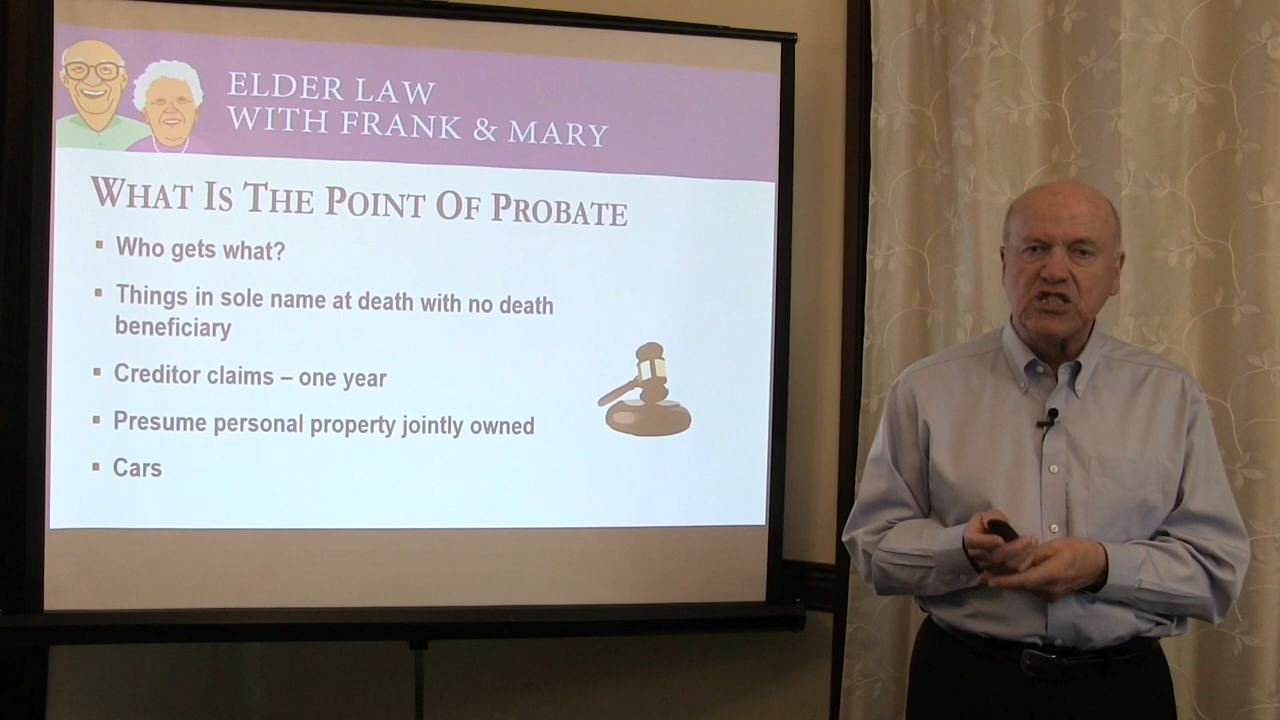 ELDER LAW
WITH FRANK & MARY
WHAT IS THE POINT OF PROBATE
▪ Who gets what?
▪ Things in sole name at death with no death
beneficiary
▪ Creditor claims – one year
▪ Presume personal property jointly owned
▪ Cars